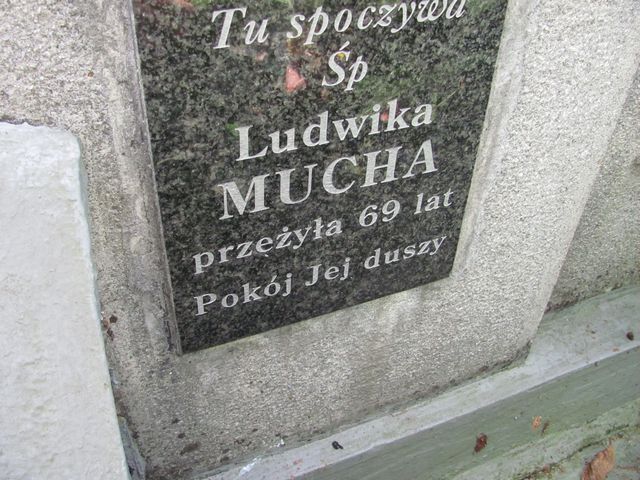 Tu spoczywa
Śp
Ludwika
MUCHA
przeżyła 69 lat
Pokój Jej duszy